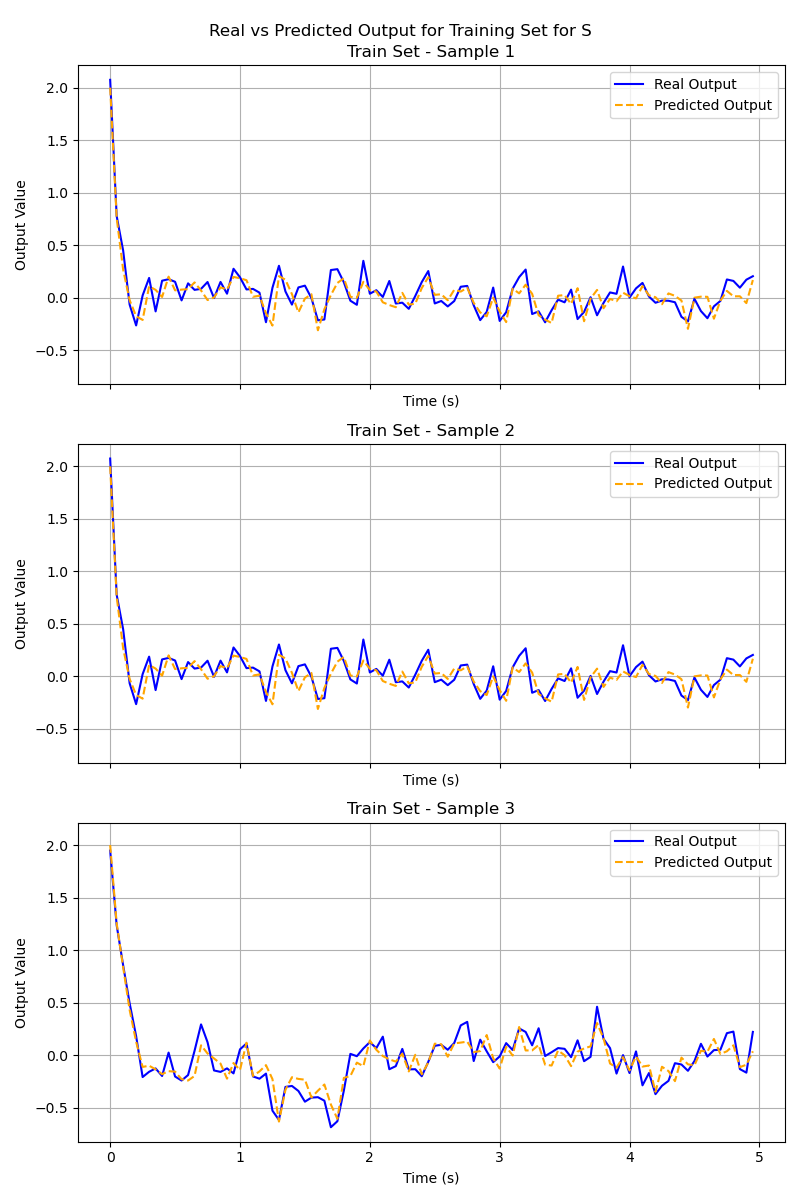 Real vs Predicted Output for Training Set for S
Train Set - Sample 1
Real Output
Predicted Output
Output Value
2.0
1.5
1.0
0.5
0.0
−0.5
Time (s)
Train Set - Sample 2
Real Output
Predicted Output
Output Value
2.0
1.5
1.0
0.5
0.0
−0.5
Time (s)
Train Set - Sample 3
Real Output
Predicted Output
Output Value
2.0
1.5
1.0
0.5
0.0
−0.5
0 1 2 3 4 5
Time (s)